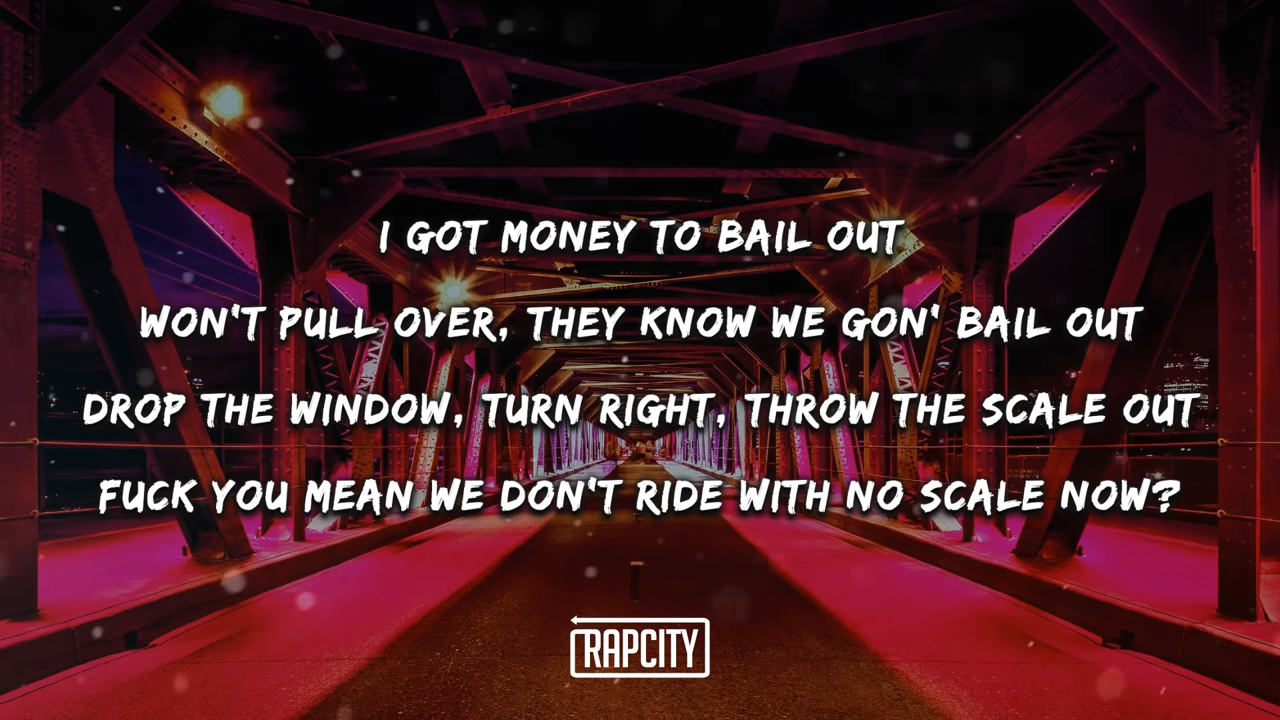 I GOT MONEY TO BAIL OUT
WON'T PULL OVER, THEY KNOW WE GON' BAIL OUT
DROP THE WINDOW, TURN RIGHT, THROW THE SCALE OUT
FUCK YOU MEAN WE DON'T RIDE WITH NO SCALE NOW?
RAPCITY